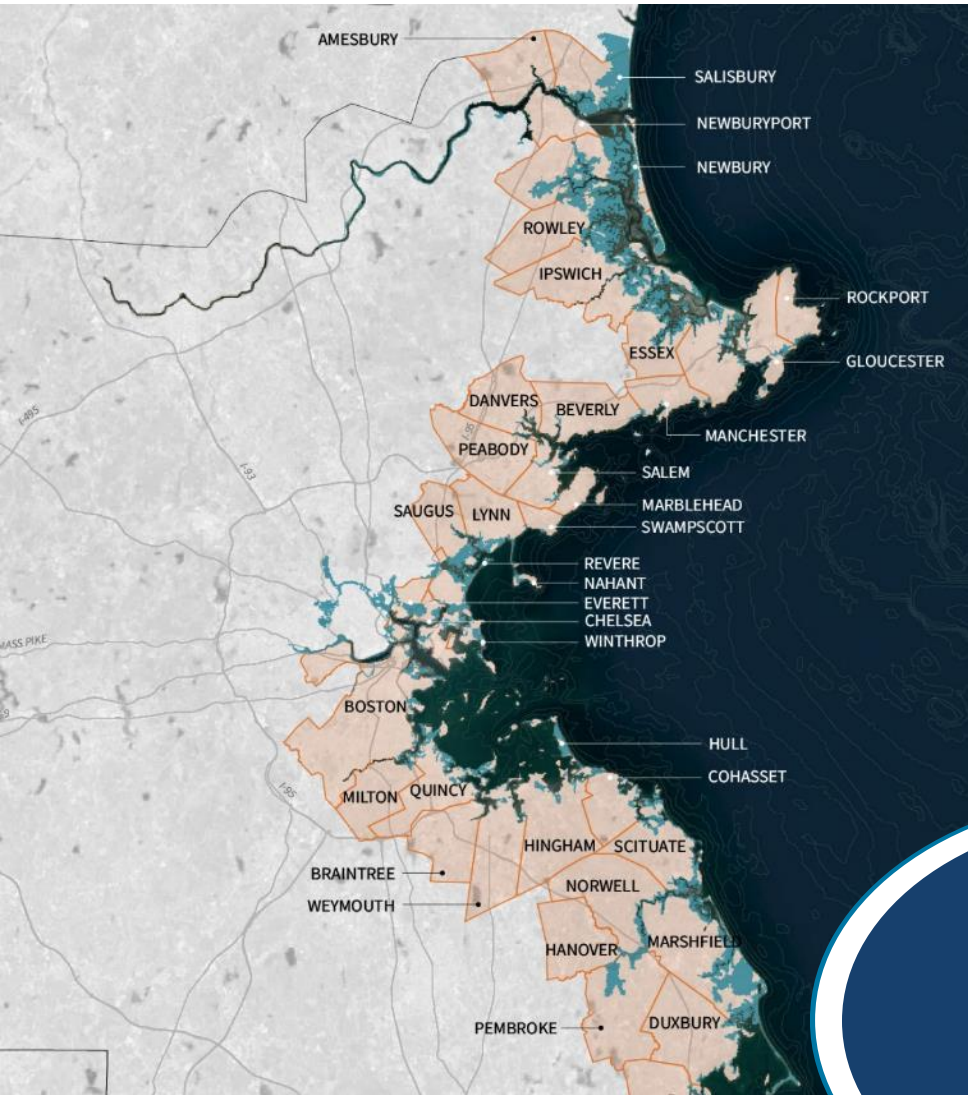 AMESBURY
SALISBURY
NEWBURYPORT
NEWBURY
ROWLEY
IPSWICH
ROCKPORT
ESSEX
GLOUCESTER
DANVERS
BEVERLY
I-495
I-95
MANCHESTER
PEABODY
I-93
SALEM
MARBLEHEAD
SAUGUS
LYNN
SWAMPSCOTT
REVERE
NAHANT
EVERETT
CHELSEA
WINTHROP
MASS PIKE
BOSTON
HULL
COHASSET
I-95
MILTON
QUINCY
HINGHAM
SCITUATE
BRAINTREE
NORWELL
WEYMOUTH
HANOVER
MARSHFIELD
PEMBROKE
DUXBURY